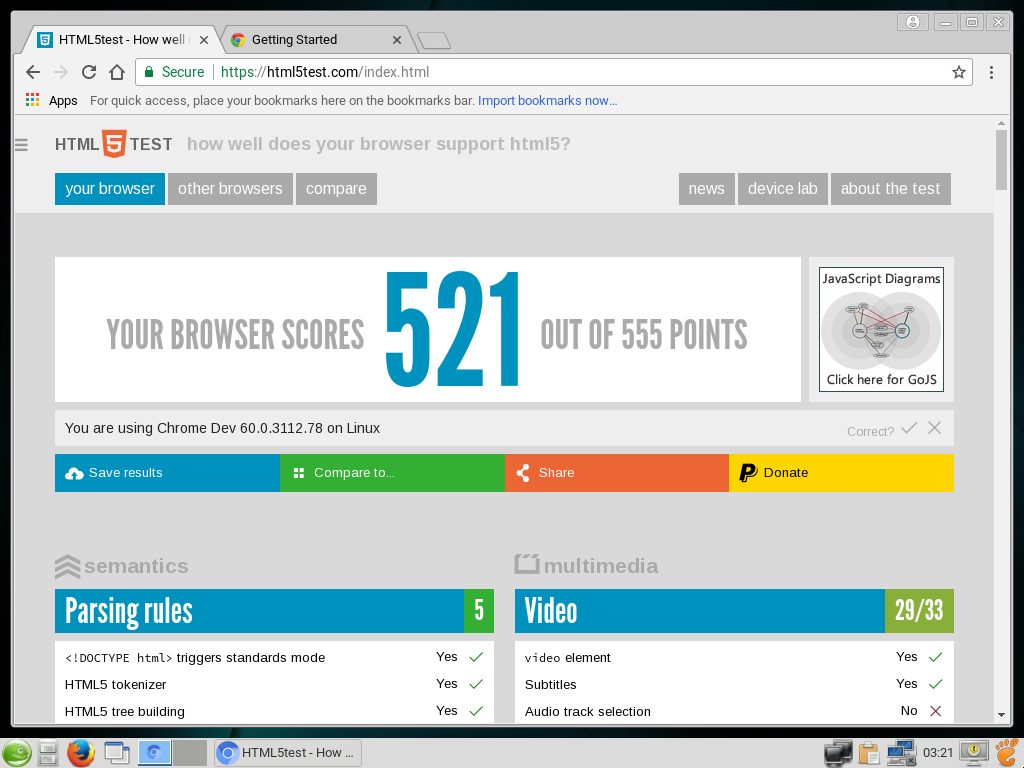 HTML5test - How well
Getting Started
Secure https://html5test.com/index.html
Apps For quick access, place your bookmarks here on the bookmarks bar. Import bookmarks now...
HTML 5 TEST how well does your browser support html5?
your browser other browsers compare news device lab about the test
YOUR BROWSER SCORES 521 OUT OF 555 POINTS
JavaScript Diagrams
Click here for GoJS
You are using Chrome Dev 60.0.3112.78 on Linux Correct?
Save results Compare to... Share Donate
semantics
Parsing rules 5
<!DOCTYPE html> triggers standards mode Yes
HTML5 tokenizer Yes
HTML5 tree building Yes
multimedia
Video 29/33
video element Yes
Subtitles Yes
Audio track selection No
HTML5test - How ... 03:21